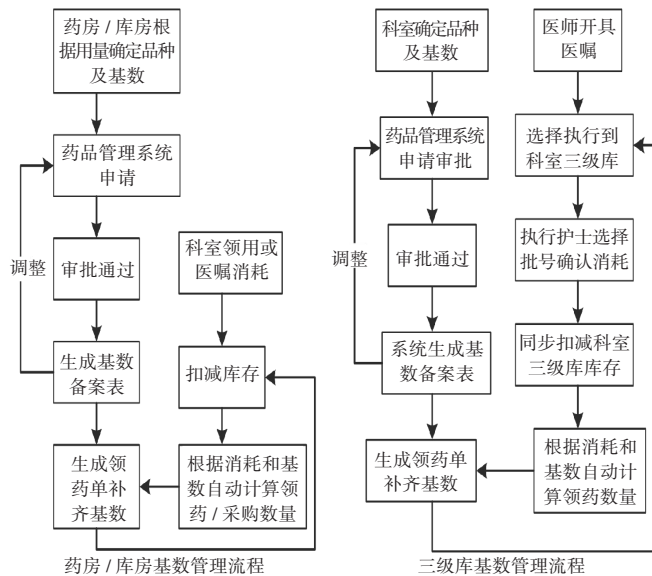 药房 / 库房根
据用量确定品种
及基数
药品管理系统
申请
调整
审批通过
生成基数
备案表
生成领
药单补
齐基数
科室领用或
医嘱消耗
扣减库存
根据消耗和基
数自动计算领
药 / 采购数量
药房 / 库房基数管理流程
科室确定品种
及基数
药品管理系统
申请审批
调整
审批通过
系统生成基
数备案表
生成领药单
补齐基数
医师开具
医嘱
选择执行到
科室三级库
执行护士选择
批号确认消耗
同步扣减科室
三级库库存
根据消耗和
基数自动计
算领药数量
三级库基数管理流程